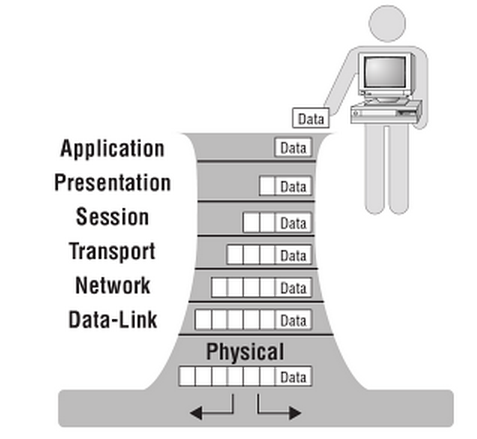 Data
Application Data
Presentation Data
Session Data
Transport Data
Network Data
Data-Link Data
Physical
Data